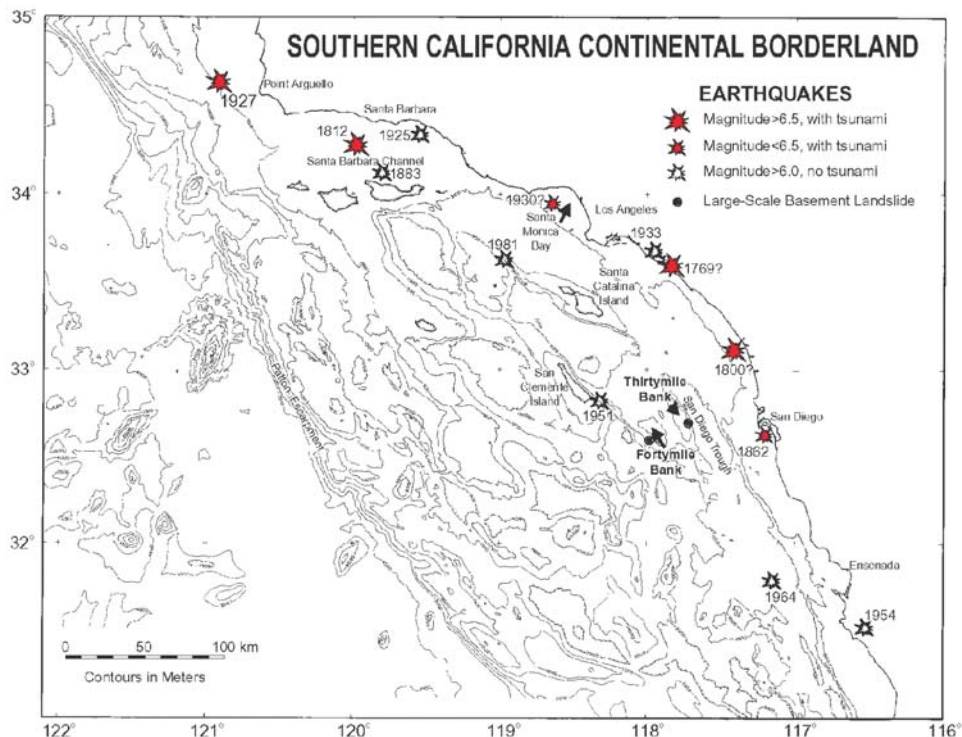 SOUTHERN CALIFORNIA CONTINENTAL BORDERLAND
EARTHQUAKES
Magnitude>6.5, with tsunami
Magnitude<6.5, with tsunami
Magnitude>6.0, no tsunami
Large-Scale Basement Landslide
35°
34°
33°
32°
Point Arguello
1927
Santa Barbara
1812
1925
Santa Barbara Channel
1883
1930?
Santa
Monica
Bay
Los Angeles
1933
1981
1769?
Santa
Catalina
Island
1800?
San
Clemente
Island
1951
Thirtymile
Bank
San Diego Trough
San Diego
1862
Fortymile
Bank
Patton Escarpment
Ensenada
1964
1954
0 50 100 km
Contours in Meters
122° 121° 120° 119° 118° 117° 116°